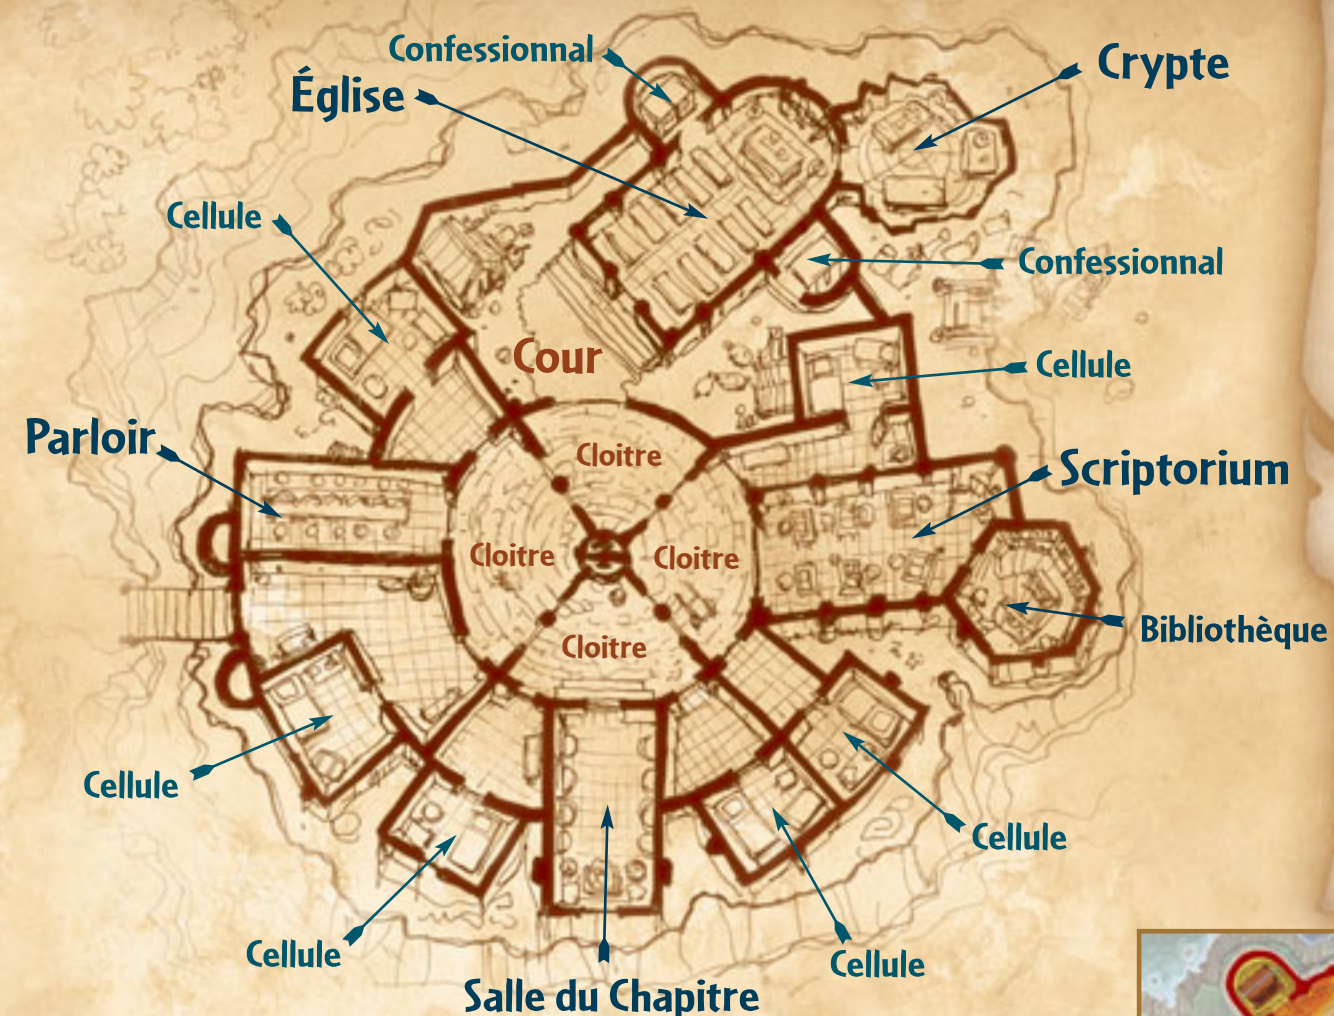 Confessionnal
Crypte
Église
Cellule
Confessionnal
Cour
Cellule
Parloir
Cloitre
Scriptorium
Cloitre
Cloitre
Bibliothèque
Cloitre
Cellule
Cellule
Cellule
Cellule
Salle du Chapitre